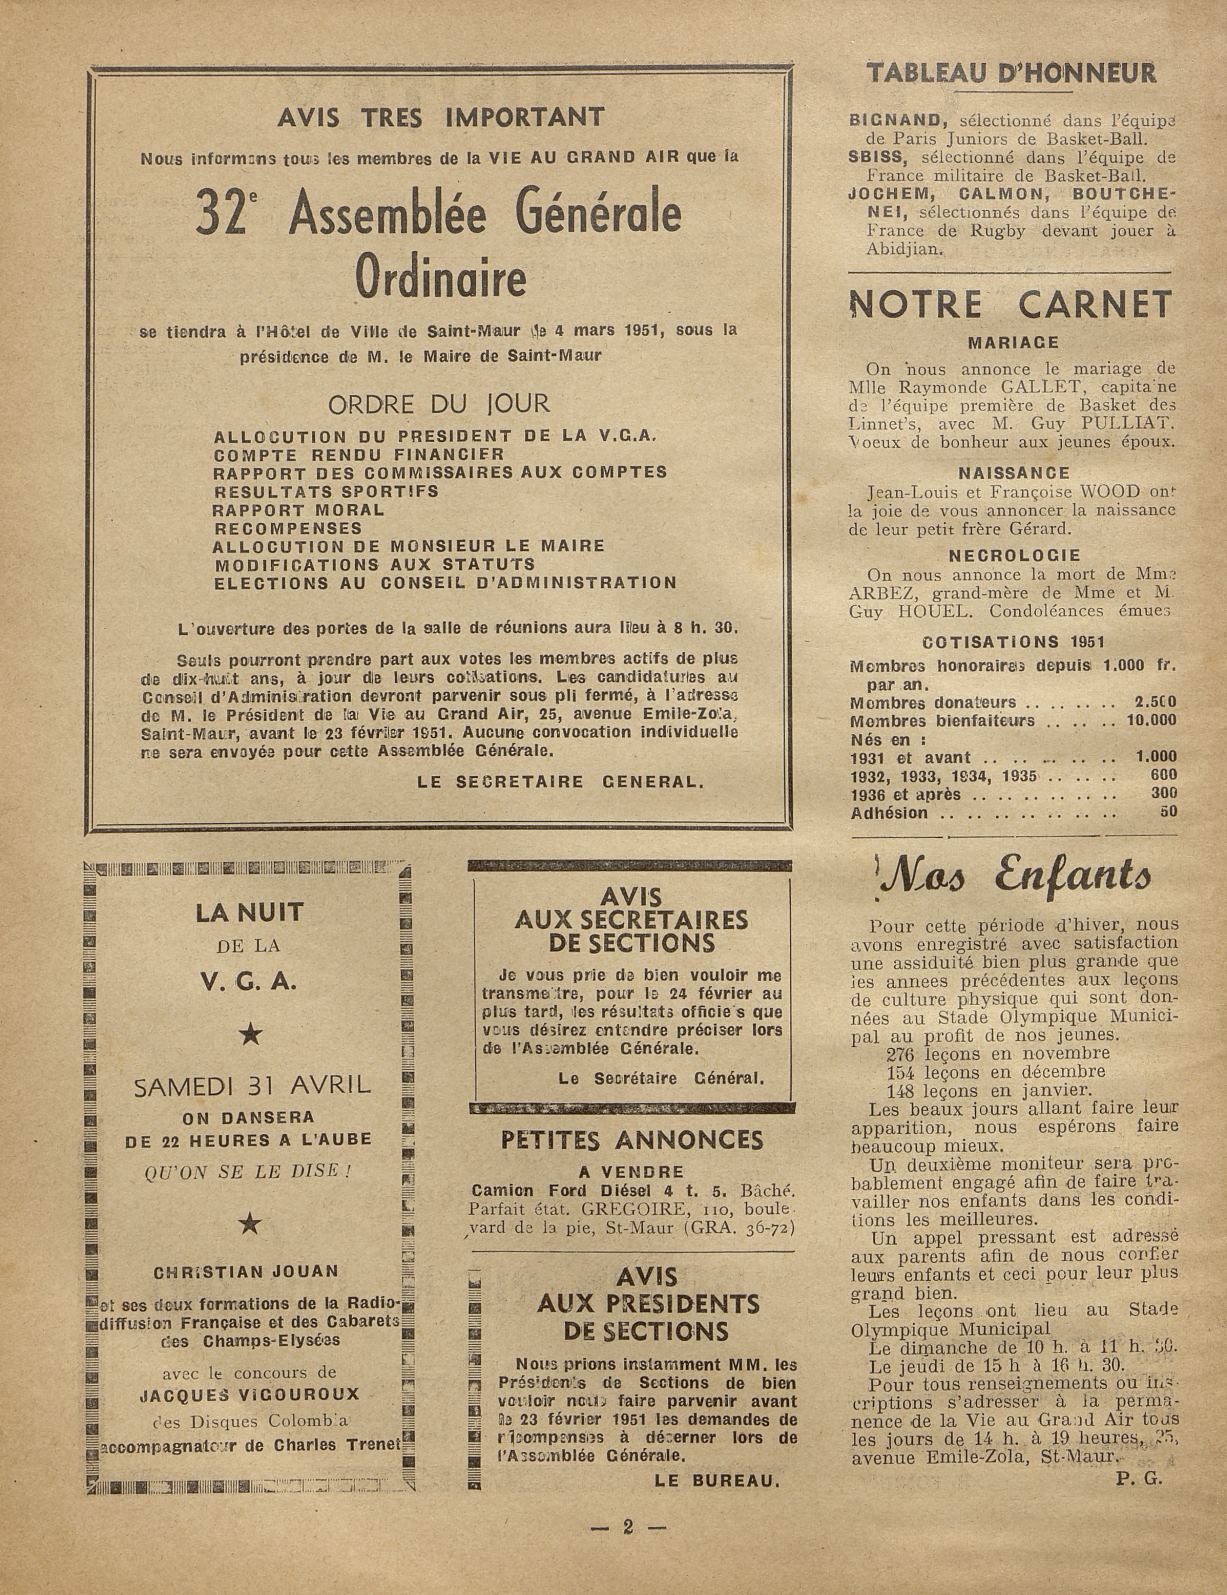 AVIS TRES IMPORTANT
Nous informons tous les membres de la VIE AU GRAND AIR que la
32e Assemblée Générale
Ordinaire
se tiendra à l'Hôtel de Ville de Saint-Maur le 4 mars 1951, sous la
présidence de M. le Maire de Saint-Maur
ORDRE DU JOUR
ALLOCUTION DU PRESIDENT DE LA V.G.A.
COMPTE RENDU FINANCIER
RAPPORT DES COMMISSAIRES AUX COMPTES
RESULTATS SPORTIFS
RAPPORT MORAL
RECOMPENSES
ALLOCUTION DE MONSIEUR LE MAIRE
MODIFICATIONS AUX STATUTS
ELECTIONS AU CONSEIL D'ADMINISTRATION
L'ouverture des portes de la salle de réunions aura lieu à 8 h. 30.
Seuls pourront prendre part aux votes les membres actifs de plus
de dix-huit ans, à jour de leurs cotisations. Les candidatures au
Conseil d'Administration devront parvenir sous pli fermé, à l'adresse
de M. le Président de la Vie au Grand Air, 25, avenue Emile-Zola,
Saint-Maur, avant le 23 février 1951. Aucune convocation individuelle
ne sera envoyée pour cette Assemblée Générale.
LE SECRETAIRE GENERAL.
LA NUIT
DE LA
V. G. A.
★
SAMEDI 31 AVRIL
ON DANSERA
DE 22 HEURES A L'AUBE
QU'ON SE LE DISE !
★
CHRISTIAN JOUAN
et ses deux formations de la Radio-
diffusion Française et des Cabarets
des Champs-Elysées
avec le concours de
JACQUES VIGOUROUX
des Disques Colombia
accompagnateur de Charles Trenet
AVIS
AUX SECRETAIRES
DE SECTIONS
Je vous prie de bien vouloir me
transmettre, pour le 24 février au
plus tard, les résultats officiels que
vous désirez entendre préciser lors
de l'Assemblée Générale.
Le Secrétaire Général.
PETITES ANNONCES
A VENDRE
Camion Ford Diésel 4 t. 5. Bâché.
Parfait état. GREGOIRE, 110, boule-
vard de la pie, St-Maur (GRA. 36-72)
AVIS
AUX PRESIDENTS
DE SECTIONS
Nous prions instamment MM. les
Présidents de Sections de bien
vouloir nous faire parvenir avant
le 23 février 1951 les demandes de
récompenses à décerner lors de
l'Assemblée Générale.
LE BUREAU.
TABLEAU D'HONNEUR
BIGNAND, sélectionné dans l'équipe
de Paris Juniors de Basket-Ball.
SBISS, sélectionné dans l'équipe de
France militaire de Basket-Ball.
JOCHEM, CALMON, BOUTCHE-
NEI, sélectionnés dans l'équipe de
France de Rugby devant jouer à
Abidjian.
NOTRE CARNET
MARIAGE
On nous annonce le mariage de
Mlle Raymonde GALLET, capitaine
de l'équipe première de Basket des
Linnet's, avec M. Guy PULLIAT.
Voeux de bonheur aux jeunes époux.
NAISSANCE
Jean-Louis et Françoise WOOD ont
la joie de vous annoncer la naissance
de leur petit frère Gérard.
NECROLOGIE
On nous annonce la mort de Mme
ARBEZ, grand-mère de Mme et M.
Guy HOUEL. Condoléances émues
COTISATIONS 1951
Membres honoraires depuis 1.000 fr.
par an.
Membres donateurs .. .. .. .. 2.500
Membres bienfaiteurs .. .. .. 10.000
Nés en :
1931 et avant .. .. .. .. .. 1.000
1932, 1933, 1934, 1935 .. .. .. 600
1936 et après .. .. .. .. .. 300
Adhésion .. .. .. .. .. .. 50
Nos Enfants
Pour cette période d'hiver, nous
avons enregistré avec satisfaction
une assiduité bien plus grande que
les annees précédentes aux leçons
de culture physique qui sont don-
nées au Stade Olympique Munici-
pal au profit de nos jeunes.
276 leçons en novembre
154 leçons en décembre
148 leçons en janvier.
Les beaux jours allant faire leur
apparition, nous espérons faire
beaucoup mieux.
Un deuxième moniteur sera pro-
bablement engagé afin de faire tra-
vailler nos enfants dans les condi-
tions les meilleures.
Un appel pressant est adressé
aux parents afin de nous confier
leurs enfants et ceci pour leur plus
grand bien.
Les leçons ont lieu au Stade
Olympique Municipal
Le dimanche de 10 h. à 11 h. 30.
Le jeudi de 15 h à 16 h. 30.
Pour tous renseignements ou ins-
criptions s'adresser à la perma-
nence de la Vie au Grand Air tous
les jours de 14 h. à 19 heures, 25,
avenue Emile-Zola, St-Maur.
P. G.
— 2 —